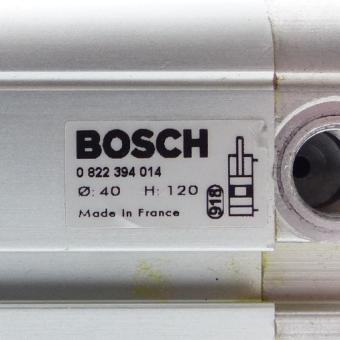 BOSCH
0 822 394 014
Ø: 40 H: 120
Made In France
918